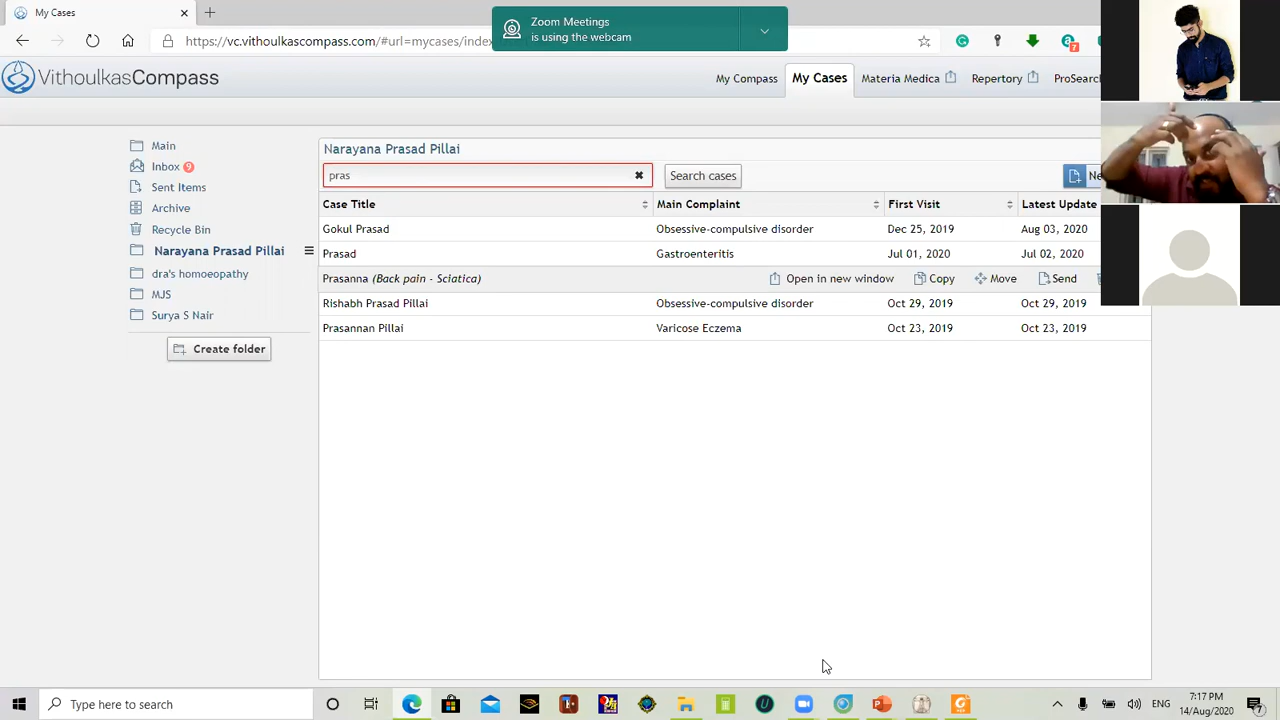 My Cases
Zoom Meetings
is using the webcam
https://vc.vithoulkascompass.com/#url=mycases/index
7
VithoulkasCompass
My Compass
My Cases
Materia Medica
Repertory
ProSearch
Main
Inbox 9
Sent Items
Archive
Recycle Bin
Narayana Prasad Pillai
dra's homoeopathy
MJS
Surya S Nair
Create folder
Narayana Prasad Pillai
pras
Search cases
Ne
Case Title Main Complaint First Visit Latest Update
Gokul Prasad Obsessive-compulsive disorder Dec 25, 2019 Aug 03, 2020
Prasad Gastroenteritis Jul 01, 2020 Jul 02, 2020
Prasanna (Back pain - Sciatica) Open in new window Copy Move Send
Rishabh Prasad Pillai Obsessive-compulsive disorder Oct 29, 2019 Oct 29, 2019
Prasannan Pillai Varicose Eczema Oct 23, 2019 Oct 23, 2019
Type here to search
ENG
7:17 PM
14/Aug/2020
7